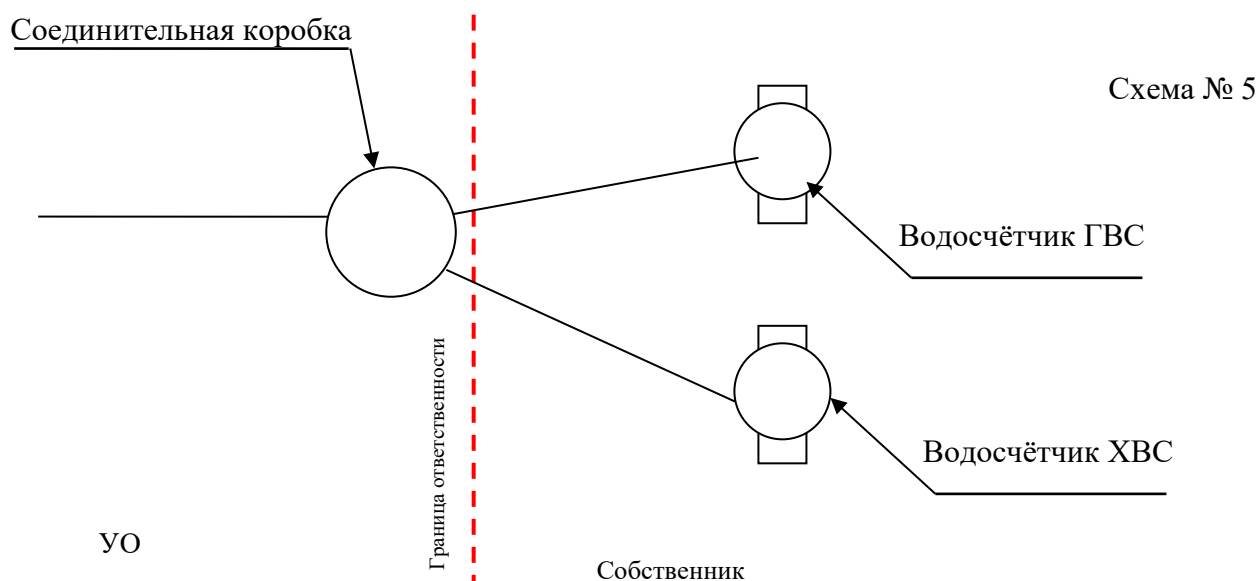 Соединительная коробка
Схема № 5
Водосчётчик ГВС
Водосчётчик ХВС
Граница ответственности
УО
Собственник